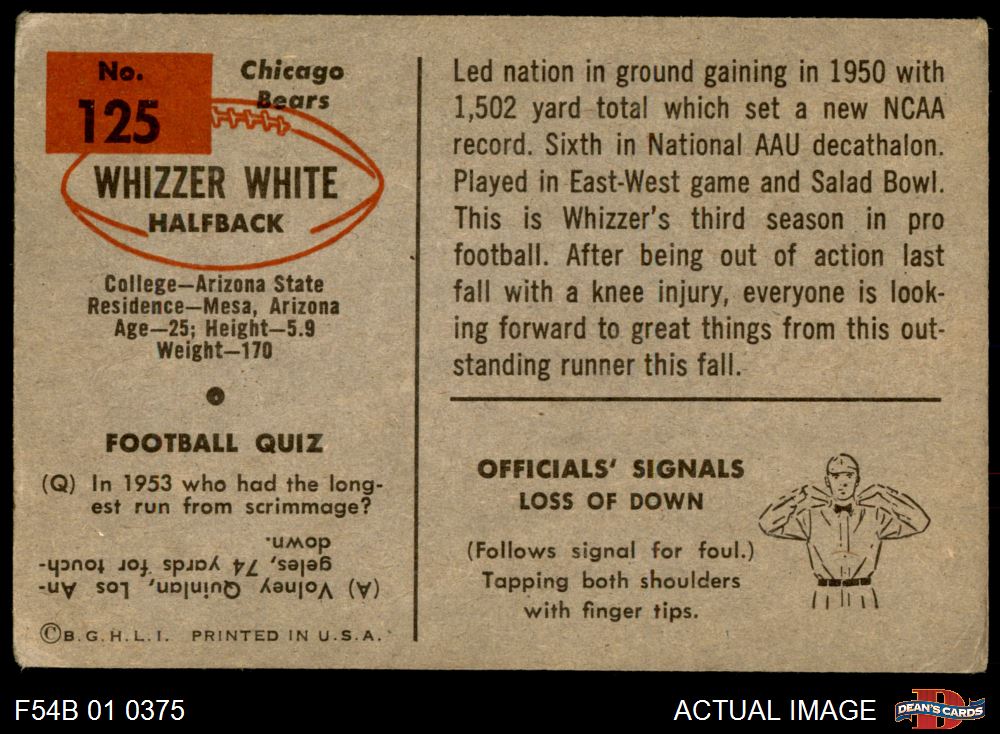 No.
125
Chicago
Bears
WHIZZER WHITE
HALFBACK
College—Arizona State
Residence—Mesa, Arizona
Age—25; Height—5.9
Weight—170
FOOTBALL QUIZ
(Q) In 1953 who had the long-
est run from scrimmage?
(A) Volney Quinlan, Los An-
geles, 74 yards for touch-
down.
©B.G.H.L.I. PRINTED IN U.S.A.
Led nation in ground gaining in 1950 with
1,502 yard total which set a new NCAA
record. Sixth in National AAU decathalon.
Played in East-West game and Salad Bowl.
This is Whizzer's third season in pro
football. After being out of action last
fall with a knee injury, everyone is look-
ing forward to great things from this out-
standing runner this fall.
OFFICIALS' SIGNALS
LOSS OF DOWN
(Follows signal for foul.)
Tapping both shoulders
with finger tips.
F54B 01 0375
ACTUAL IMAGE
D
DEAN'S CARDS